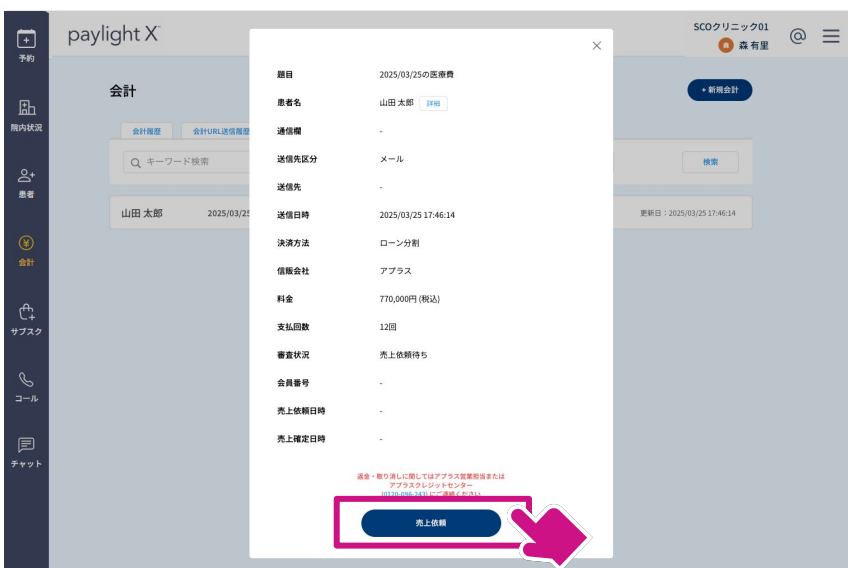 paylight X
SCOクリニック01
森 有里
予約
院内状況
患者
会計
サブスク
コール
チャット
会計
+ 新規会計
会計履歴
会計URL送信履歴
キーワード検索
検索
山田 太郎
2025/03/25
更新日：2025/03/25 17:46:14
題目 2025/03/25の医療費
患者名 山田 太郎 詳細
通信欄 -
送信先区分 メール
送信先 -
送信日時 2025/03/25 17:46:14
決済方法 ローン分割
信販会社 アプラス
料金 770,000円 (税込)
支払回数 12回
審査状況 売上依頼待ち
会員番号 -
売上依頼日時 -
売上確定日時 -
返金・取り消しに関してはアプラス営業担当または
アプラスクレジットセンター
(0120-096-243) にご連絡ください
売上依頼